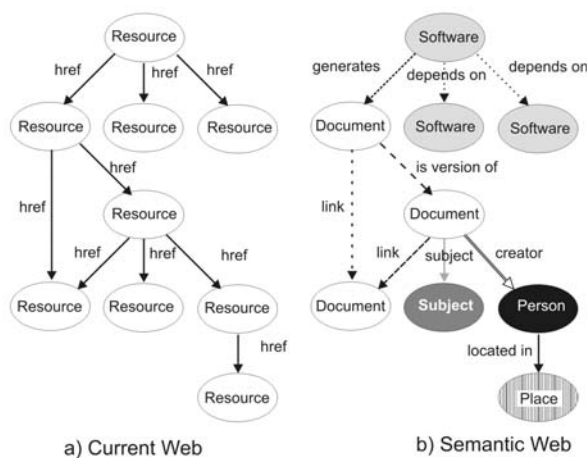 Resource
href
href
href
Resource
Resource
Resource
href
href
Resource
href
href
href
Resource
Resource
Resource
href
Resource
a) Current Web
Software
generates
depends on
depends on
Document
Software
Software
is version of
link
Document
link
subject
creator
Document
Subject
Person
located in
Place
b) Semantic Web